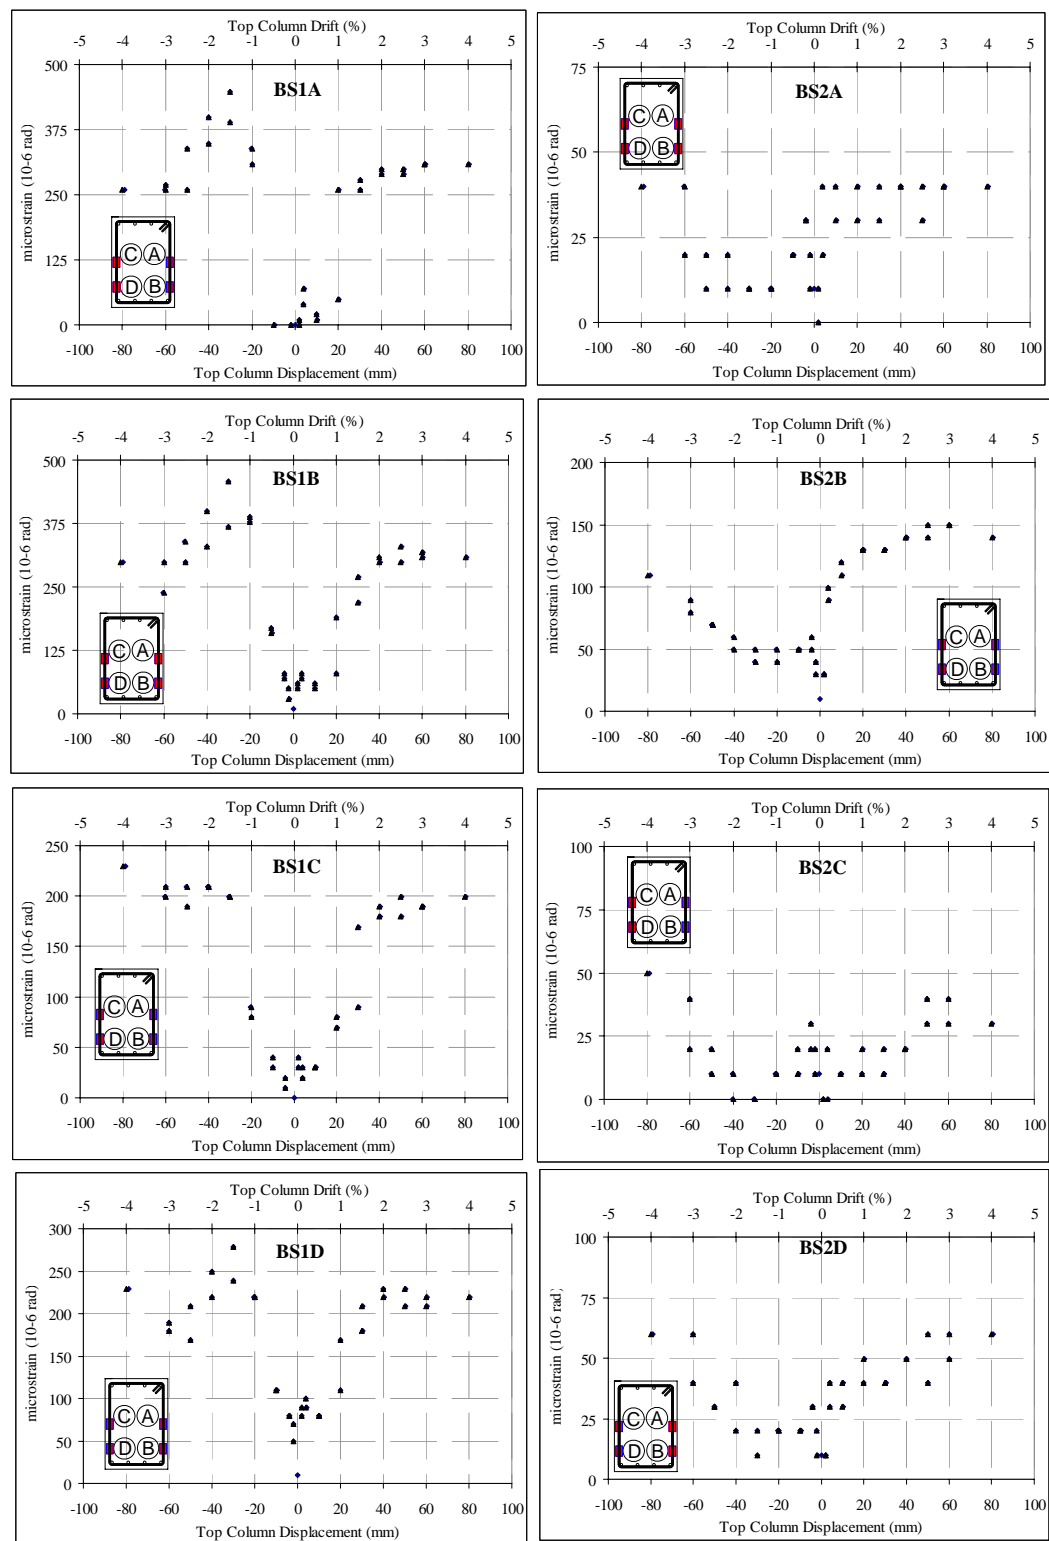 Top Column Drift (%)
-5 -4 -3 -2 -1 0 1 2 3 4 5
500
375
250
125
0
microstrain (10-6 rad)
BS1A
C A
D B
-100 -80 -60 -40 -20 0 20 40 60 80 100
Top Column Displacement (mm)
Top Column Drift (%)
-5 -4 -3 -2 -1 0 1 2 3 4 5
75
50
25
0
microstrain (10-6 rad)
BS2A
C A
D B
-100 -80 -60 -40 -20 0 20 40 60 80 100
Top Column Displacement (mm)
Top Column Drift (%)
-5 -4 -3 -2 -1 0 1 2 3 4 5
500
375
250
125
0
microstrain (10-6 rad)
BS1B
C A
D B
-100 -80 -60 -40 -20 0 20 40 60 80 100
Top Column Displacement (mm)
Top Column Drift (%)
-5 -4 -3 -2 -1 0 1 2 3 4 5
200
150
100
50
0
microstrain (10-6 rad)
BS2B
C A
D B
-100 -80 -60 -40 -20 0 20 40 60 80 100
Top Column Displacement (mm)
Top Column Drift (%)
-5 -4 -3 -2 -1 0 1 2 3 4 5
250
200
150
100
50
0
microstrain (10-6 rad)
BS1C
C A
D B
-100 -80 -60 -40 -20 0 20 40 60 80 100
Top Column Displacement (mm)
Top Column Drift (%)
-5 -4 -3 -2 -1 0 1 2 3 4 5
100
75
50
25
0
microstrain (10-6 rad)
BS2C
C A
D B
-100 -80 -60 -40 -20 0 20 40 60 80 100
Top Column Displacement (mm)
Top Column Drift (%)
-5 -4 -3 -2 -1 0 1 2 3 4 5
300
250
200
150
100
50
0
microstrain (10-6 rad)
BS1D
C A
D B
-100 -80 -60 -40 -20 0 20 40 60 80 100
Top Column Displacement (mm)
Top Column Drift (%)
-5 -4 -3 -2 -1 0 1 2 3 4 5
100
75
50
25
0
microstrain (10-6 rad)
BS2D
C A
D B
-100 -80 -60 -40 -20 0 20 40 60 80 100
Top Column Displacement (mm)